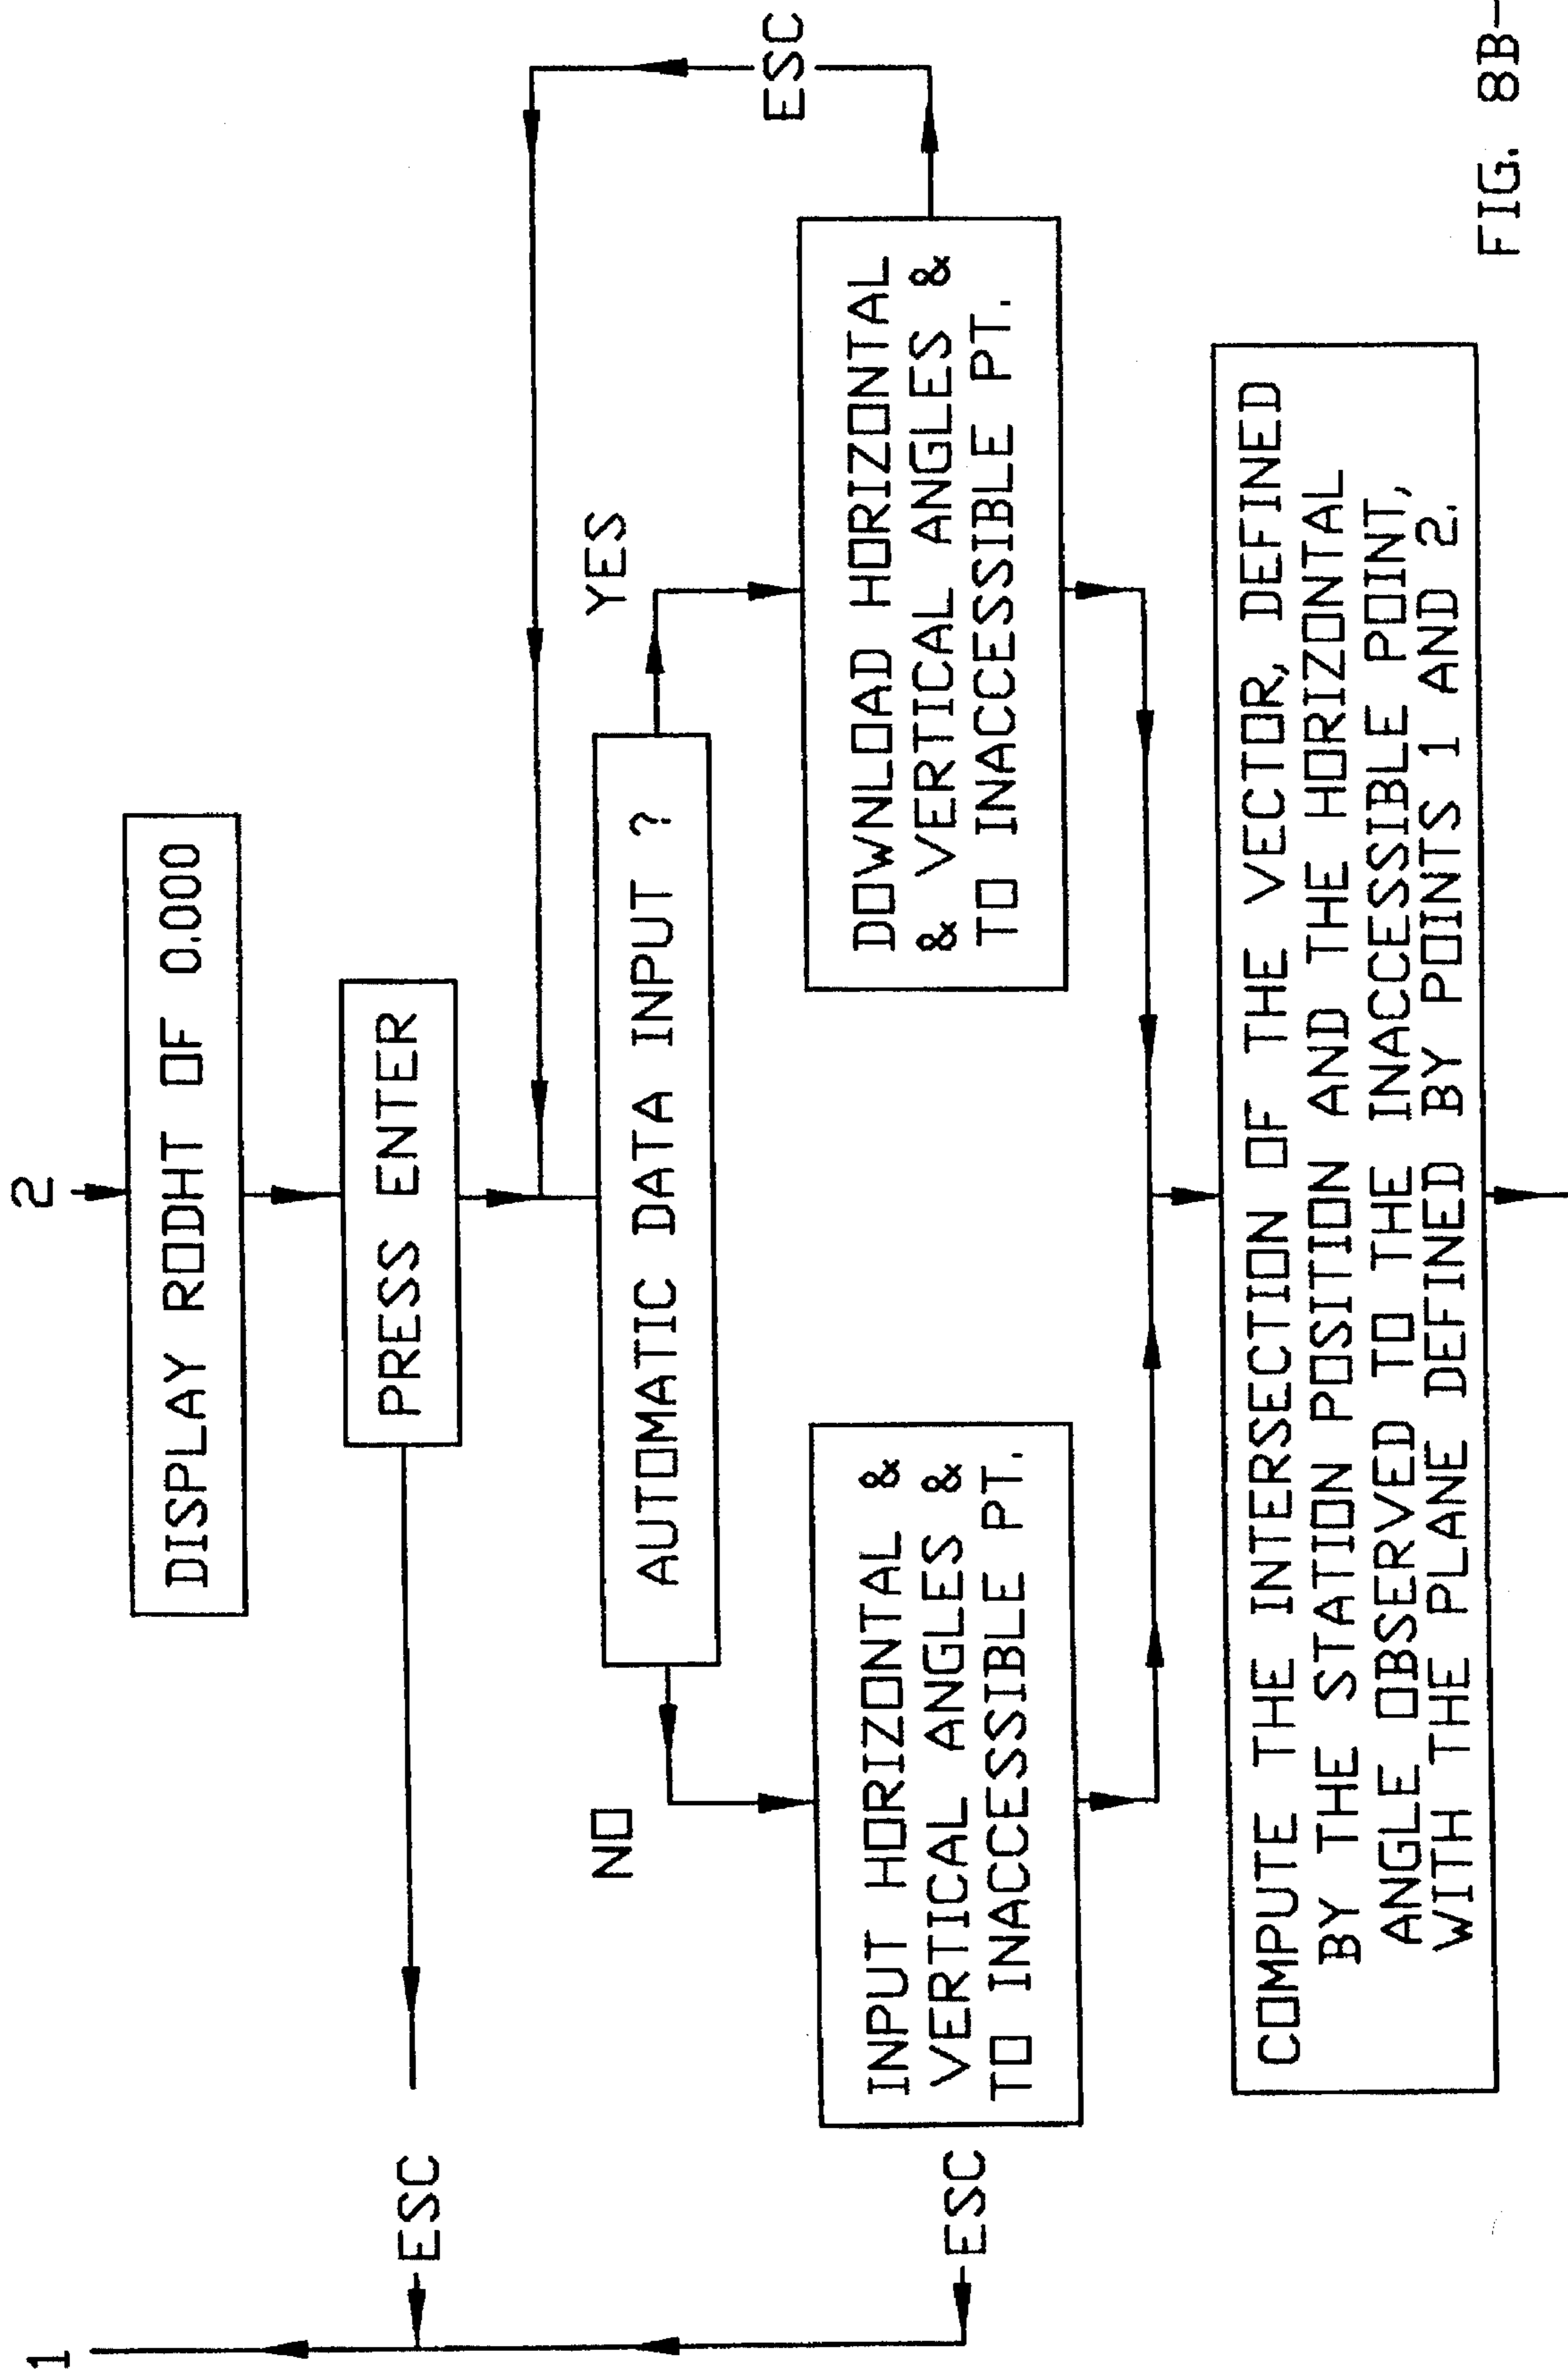 1
2
DISPLAY RODHT OF 0.000
ESC
PRESS ENTER
NO
AUTOMATIC DATA INPUT ?
YES
ESC
ESC
INPUT HORIZONTAL &
VERTICAL ANGLES &
TO INACCESSIBLE PT.
DOWNLOAD HORIZONTAL
& VERTICAL ANGLES &
TO INACCESSIBLE PT.
COMPUTE THE INTERSECTION OF THE VECTOR, DEFINED
BY THE STATION POSITION AND THE HORIZONTAL
ANGLE OBSERVED TO THE INACCESSIBLE POINT,
WITH THE PLANE DEFINED BY POINTS 1 AND 2.
FIG. 8B-